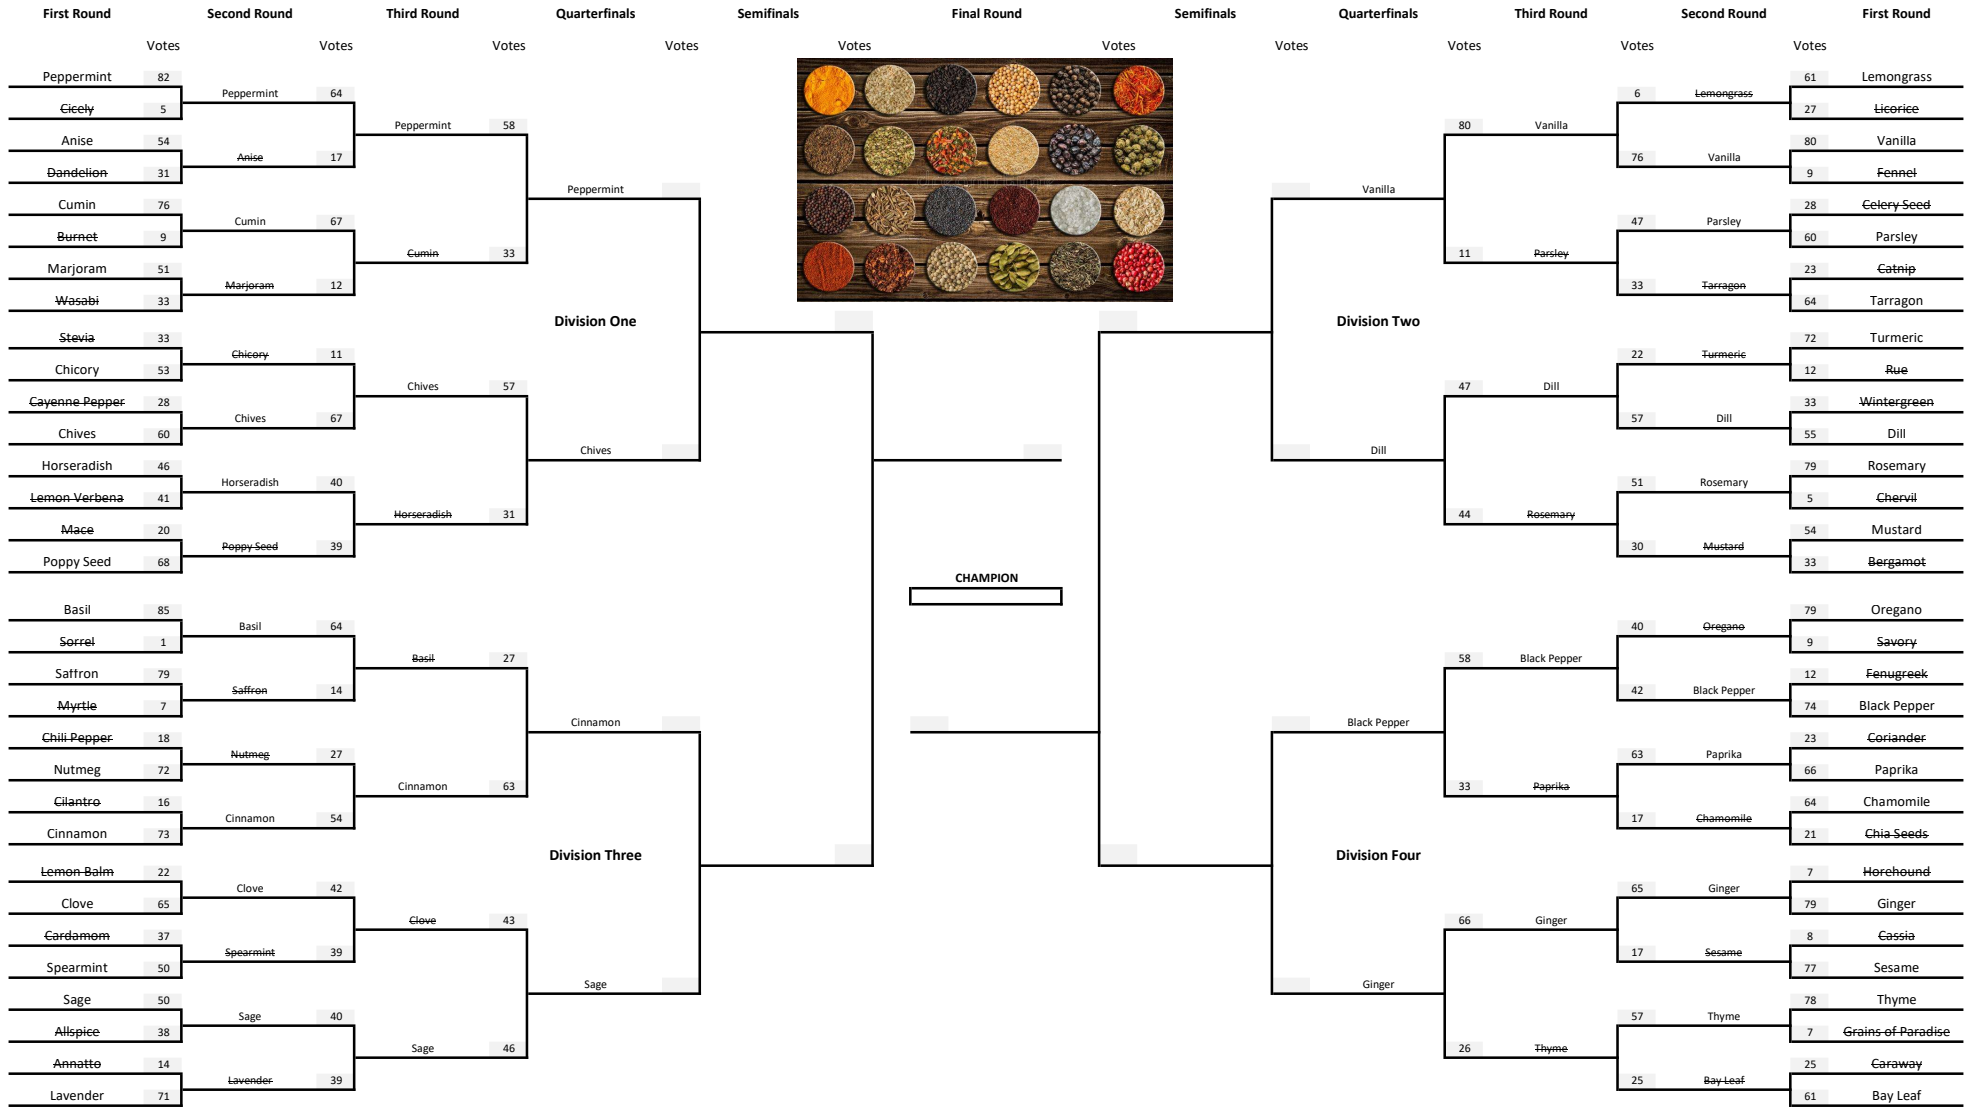 First Round Second Round Third Round Quarterfinals Semifinals Final Round Semifinals Quarterfinals Third Round Second Round First Round
Votes Votes Votes Votes Votes Votes Votes Votes Votes Votes
Peppermint 82 61 Lemongrass
Peppermint 64 6 Lemongrass
Cicely 5 27 Licorice
Peppermint 58 80 Vanilla
Anise 54 80 Vanilla
Anise 17 76 Vanilla
Dandelion 31 9 Fennel
Peppermint Vanilla
Cumin 76 28 Celery Seed
Cumin 67 47 Parsley
Burnet 9 60 Parsley
Cumin 33 11 Parsley
Marjoram 51 23 Catnip
Marjoram 12 33 Tarragon
Wasabi 33 64 Tarragon
Division One Division Two
Stevia 33 72 Turmeric
Chicory 11 22 Turmeric
Chicory 53 12 Rue
Chives 57 47 Dill
Cayenne Pepper 28 33 Wintergreen
Chives 67 57 Dill
Chives 60 55 Dill
Chives Dill
Horseradish 46 79 Rosemary
Horseradish 40 51 Rosemary
Lemon Verbena 41 5 Chervil
Horseradish 31 44 Rosemary
Mace 20 54 Mustard
Poppy Seed 39 30 Mustard
Poppy Seed 68 33 Bergamot
CHAMPION
Basil 85 79 Oregano
Basil 64 40 Oregano
Sorrel 1 9 Savory
Basil 27 58 Black Pepper
Saffron 79 12 Fenugreek
Saffron 14 42 Black Pepper
Myrtle 7 74 Black Pepper
Cinnamon Black Pepper
Chili Pepper 18 23 Coriander
Nutmeg 27 63 Paprika
Nutmeg 72 66 Paprika
Cinnamon 63 33 Paprika
Cilantro 16 64 Chamomile
Cinnamon 54 17 Chamomile
Cinnamon 73 21 Chia Seeds
Division Three Division Four
Lemon Balm 22 7 Horehound
Clove 42 65 Ginger
Clove 65 79 Ginger
Clove 43 66 Ginger
Cardamom 37 8 Cassia
Spearmint 39 17 Sesame
Spearmint 50 77 Sesame
Sage Ginger
Sage 50 78 Thyme
Sage 40 57 Thyme
Allspice 38 7 Grains of Paradise
Sage 46 26 Thyme
Annatto 14 25 Caraway
Lavender 39 25 Bay Leaf
Lavender 71 61 Bay Leaf